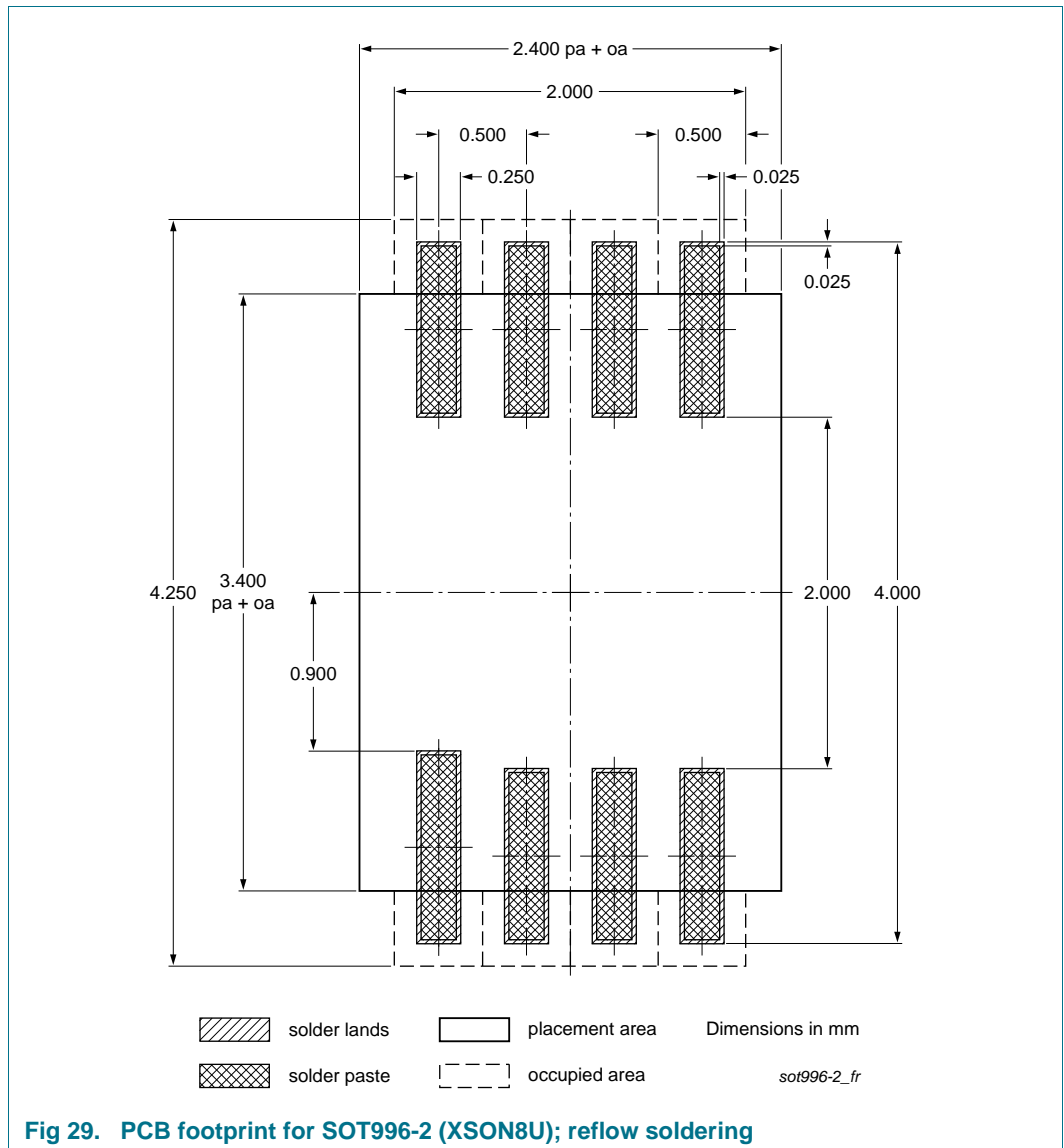 2.400 pa + oa
2.000
0.500 0.500
0.250 0.025
0.025
4.250 3.400 2.000 4.000
pa + oa
0.900
solder lands placement area Dimensions in mm
solder paste occupied area sot996-2_fr
Fig 29. PCB footprint for SOT996-2 (XSON8U); reflow soldering